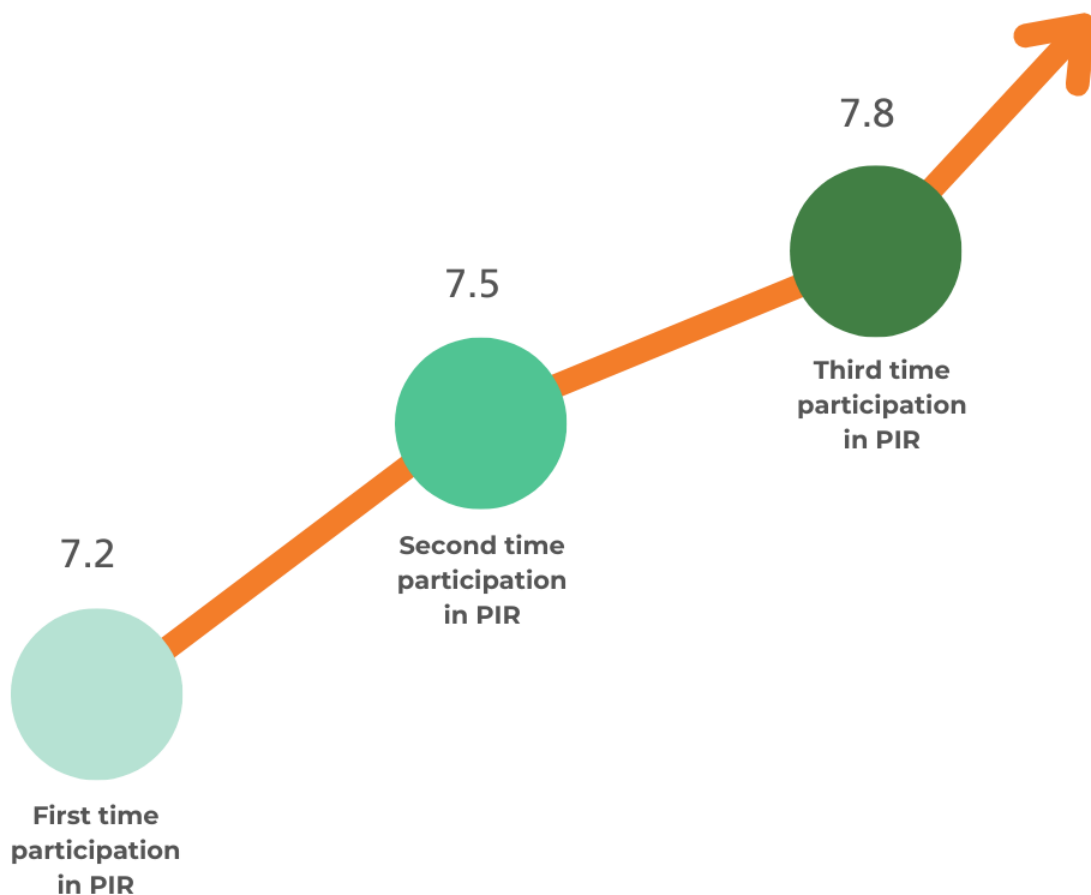 7.8
Third time
participation
in PIR
7.5
Second time
participation
in PIR
7.2
First time
participation
in PIR